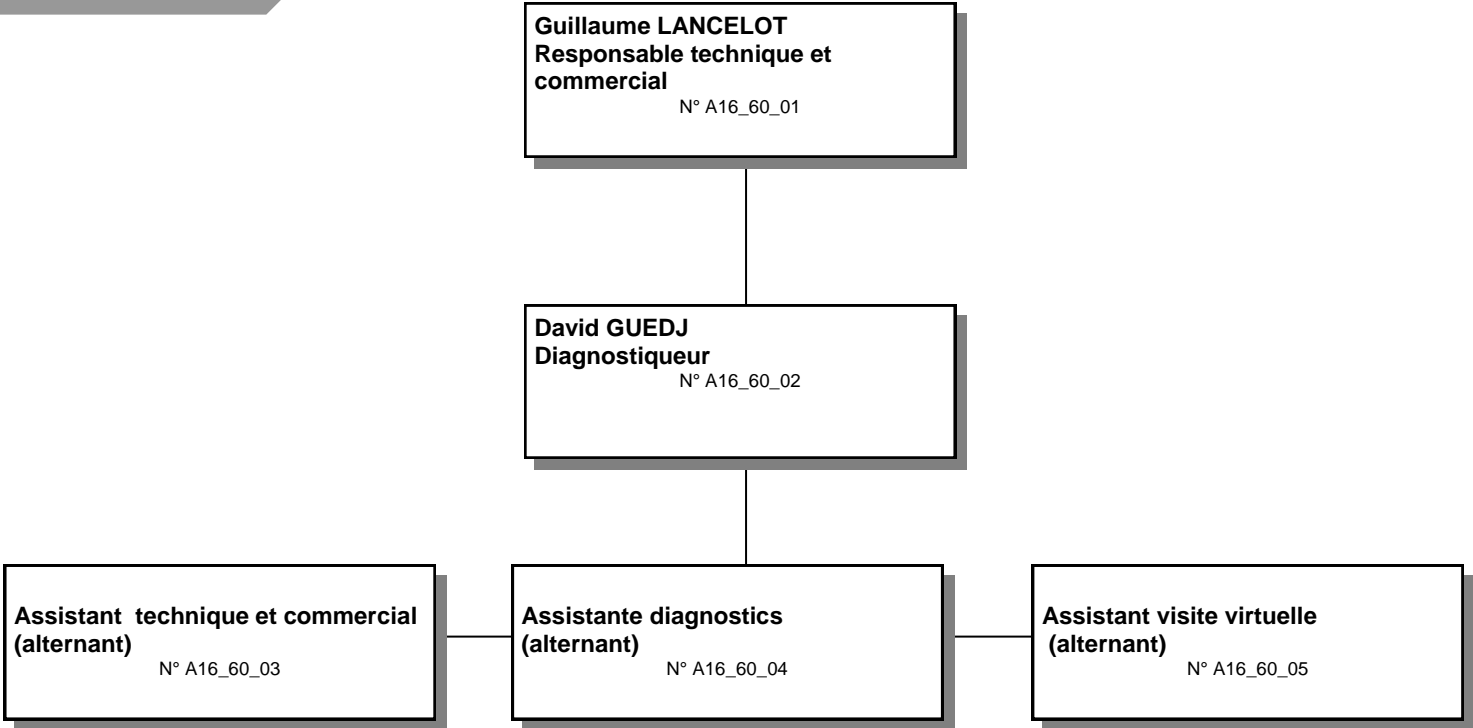 Guillaume LANCELOT
Responsable technique et
commercial
N° A16_60_01
David GUEDJ
Diagnostiqueur
N° A16_60_02
Assistant  technique et commercial
(alternant)
N° A16_60_03
Assistante diagnostics
(alternant)
N° A16_60_04
Assistant visite virtuelle
(alternant)
N° A16_60_05